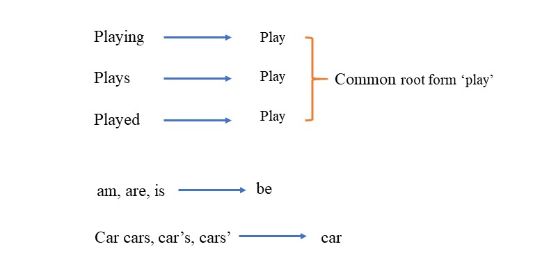 Playing Play
Plays Play Common root form ‘play’
Played Play
am, are, is be
Car cars, car’s, cars’ car